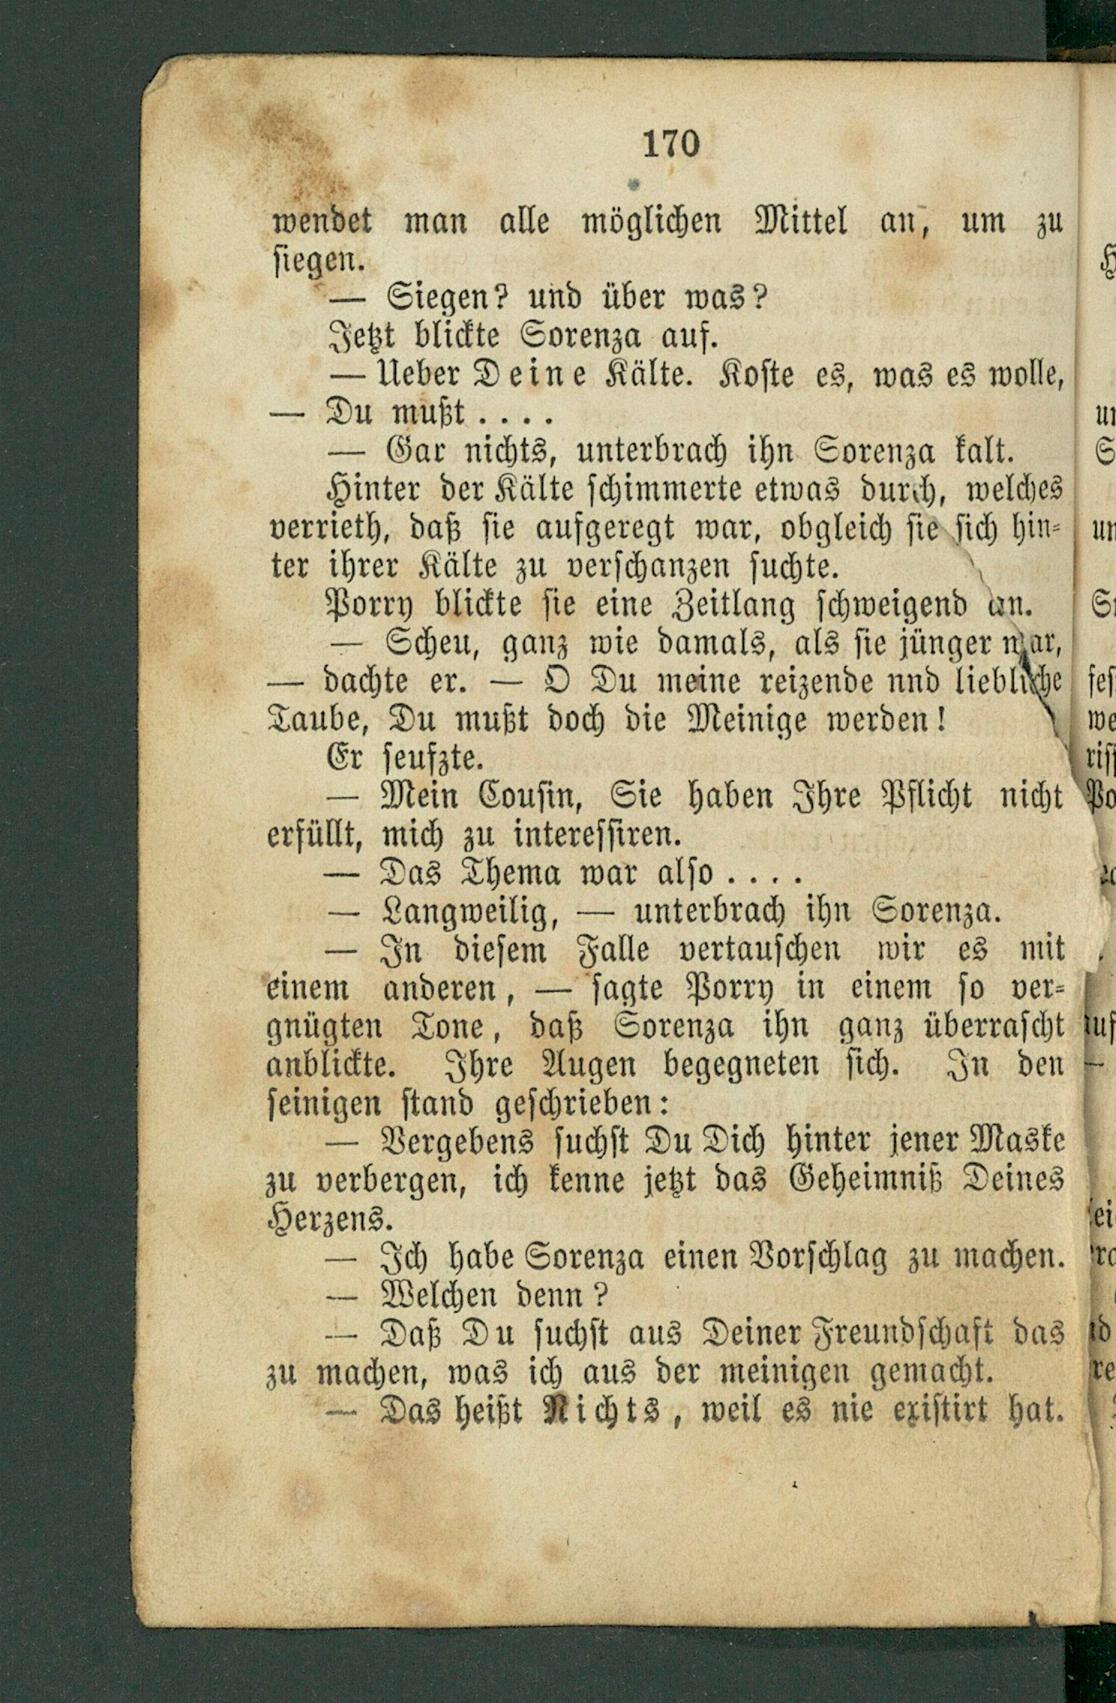 170
wendet man alle möglichen Mittel an, um zu
siegen.
— Siegen? und über was?
Jetzt blickte Sorenza auf.
— Ueber Deine Kälte. Koste es, was es wolle,
— Du mußt....
— Gar nichts, unterbrach ihn Sorenza kalt.
Hinter der Kälte schimmerte etwas durch, welches
verrieth, daß sie aufgeregt war, obgleich sie sich hin-
ter ihrer Kälte zu verschanzen suchte.
Porry blickte sie eine Zeitlang schweigend an.
— Scheu, ganz wie damals, als sie jünger war,
— dachte er. — O Du meine reizende nnd liebliche
Taube, Du mußt doch die Meinige werden!
Er seufzte.
— Mein Cousin, Sie haben Ihre Pflicht nicht
erfüllt, mich zu interessiren.
— Das Thema war also....
— Langweilig, — unterbrach ihn Sorenza.
— In diesem Falle vertauschen wir es mit
einem anderen, — sagte Porry in einem so ver-
gnügten Tone, daß Sorenza ihn ganz überrascht
anblickte. Ihre Augen begegneten sich. In den
seinigen stand geschrieben:
— Vergebens suchst Du Dich hinter jener Maske
zu verbergen, ich kenne jetzt das Geheimniß Deines
Herzens.
— Ich habe Sorenza einen Vorschlag zu machen.
— Welchen denn?
— Daß Du suchst aus Deiner Freundschaft das
zu machen, was ich aus der meinigen gemacht.
— Das heißt Nichts, weil es nie existirt hat.